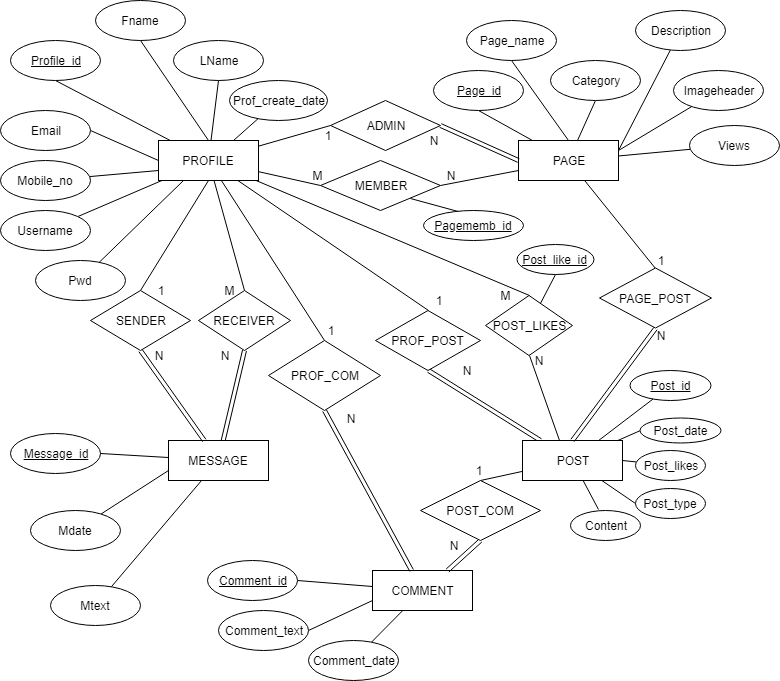 Fname
Page_name
Description
Profile_id
LName
Category
Page_id
Imageheader
Prof_create_date
Email
ADMIN
1
N
PROFILE
PAGE
Views
Mobile_no
M
MEMBER
N
Username
Pagememb_id
Pwd
Post_like_id
1
1
M
M
1
PAGE_POST
SENDER
RECEIVER
1
PROF_POST
POST_LIKES
N
N
N
PROF_COM
N
N
Post_id
N
Post_date
Message_id
MESSAGE
POST
Post_likes
1
Post_type
Mdate
POST_COM
Content
N
Comment_id
COMMENT
Mtext
Comment_text
Comment_date